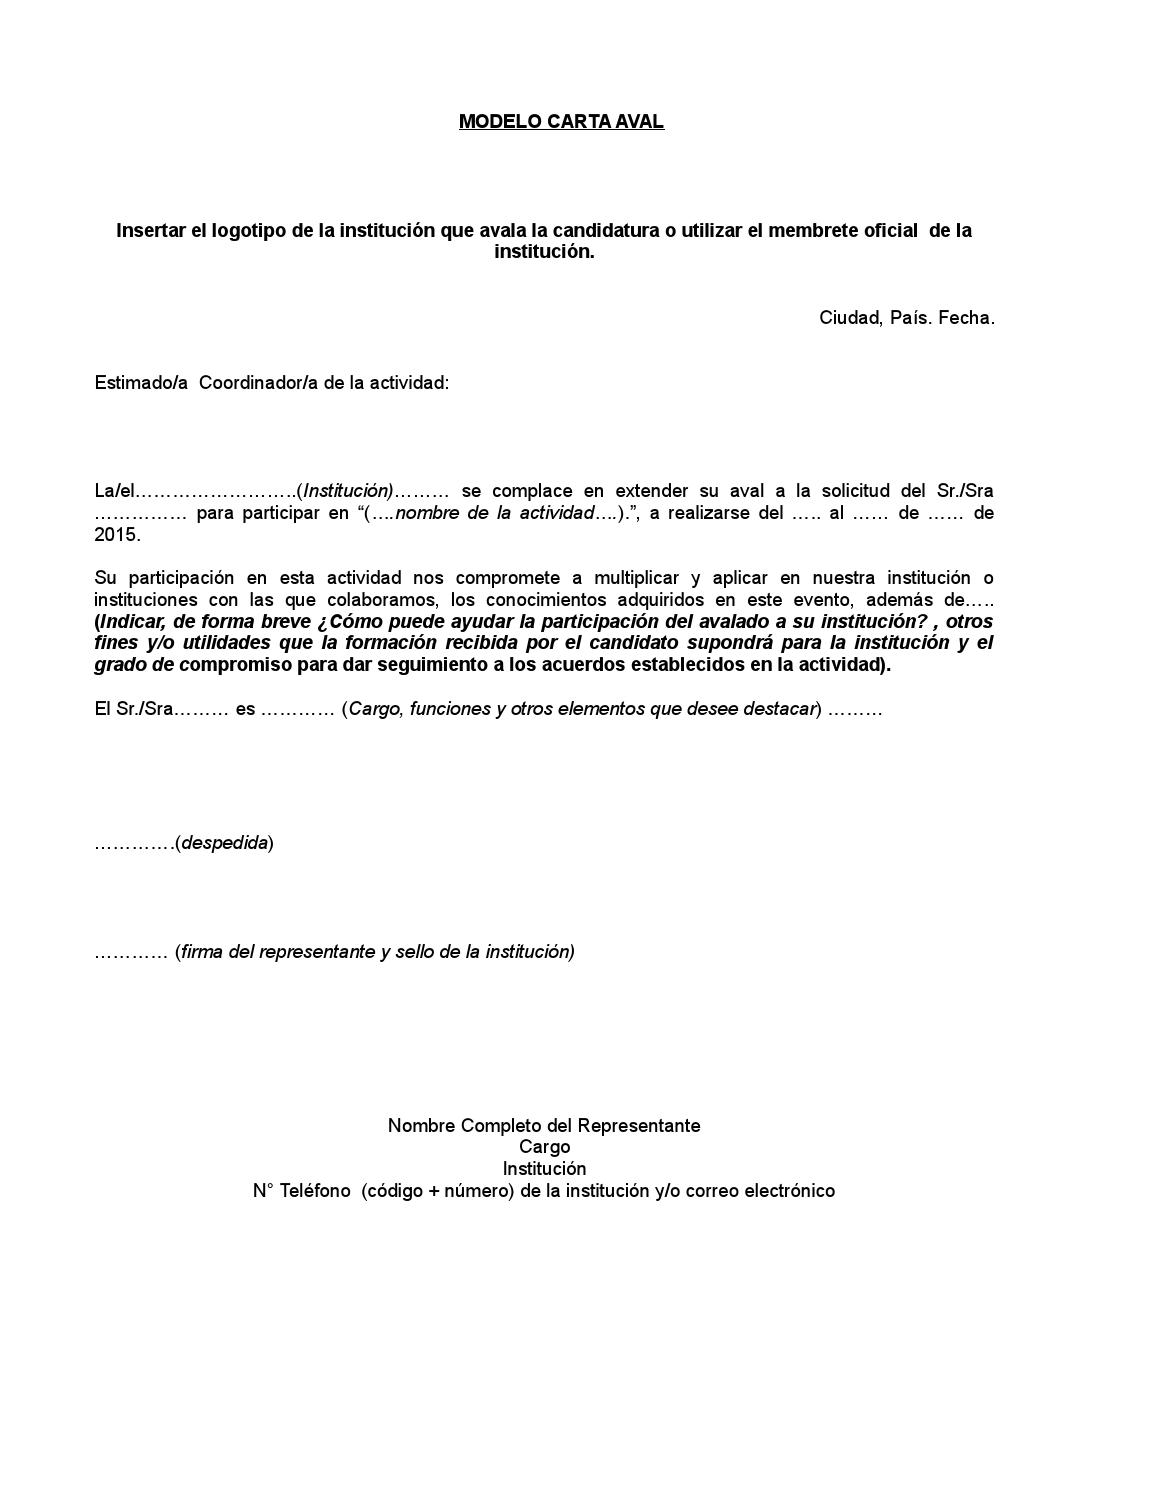 MODELO CARTA AVAL
Insertar el logotipo de la institución que avala la candidatura o utilizar el membrete oficial  de la
institución.
Ciudad, País. Fecha.
Estimado/a  Coordinador/a de la actividad:
La/el……………………..(Institución)……… se complace en extender su aval a la solicitud del Sr./Sra
…………… para participar en “(….nombre de la actividad….).”, a realizarse del ….. al …… de …… de
2015.
Su participación en esta actividad nos compromete a multiplicar y aplicar en nuestra institución o
instituciones con las que colaboramos, los conocimientos adquiridos en este evento, además de…..
(Indicar, de forma breve ¿Cómo puede ayudar la participación del avalado a su institución? , otros
fines y/o utilidades que la formación recibida por el candidato supondrá para la institución y el
grado de compromiso para dar seguimiento a los acuerdos establecidos en la actividad).
El Sr./Sra……… es ………… (Cargo, funciones y otros elementos que desee destacar) ………
………….(despedida)
………… (firma del representante y sello de la institución)
Nombre Completo del Representante
Cargo
Institución
N° Teléfono  (código + número) de la institución y/o correo electrónico